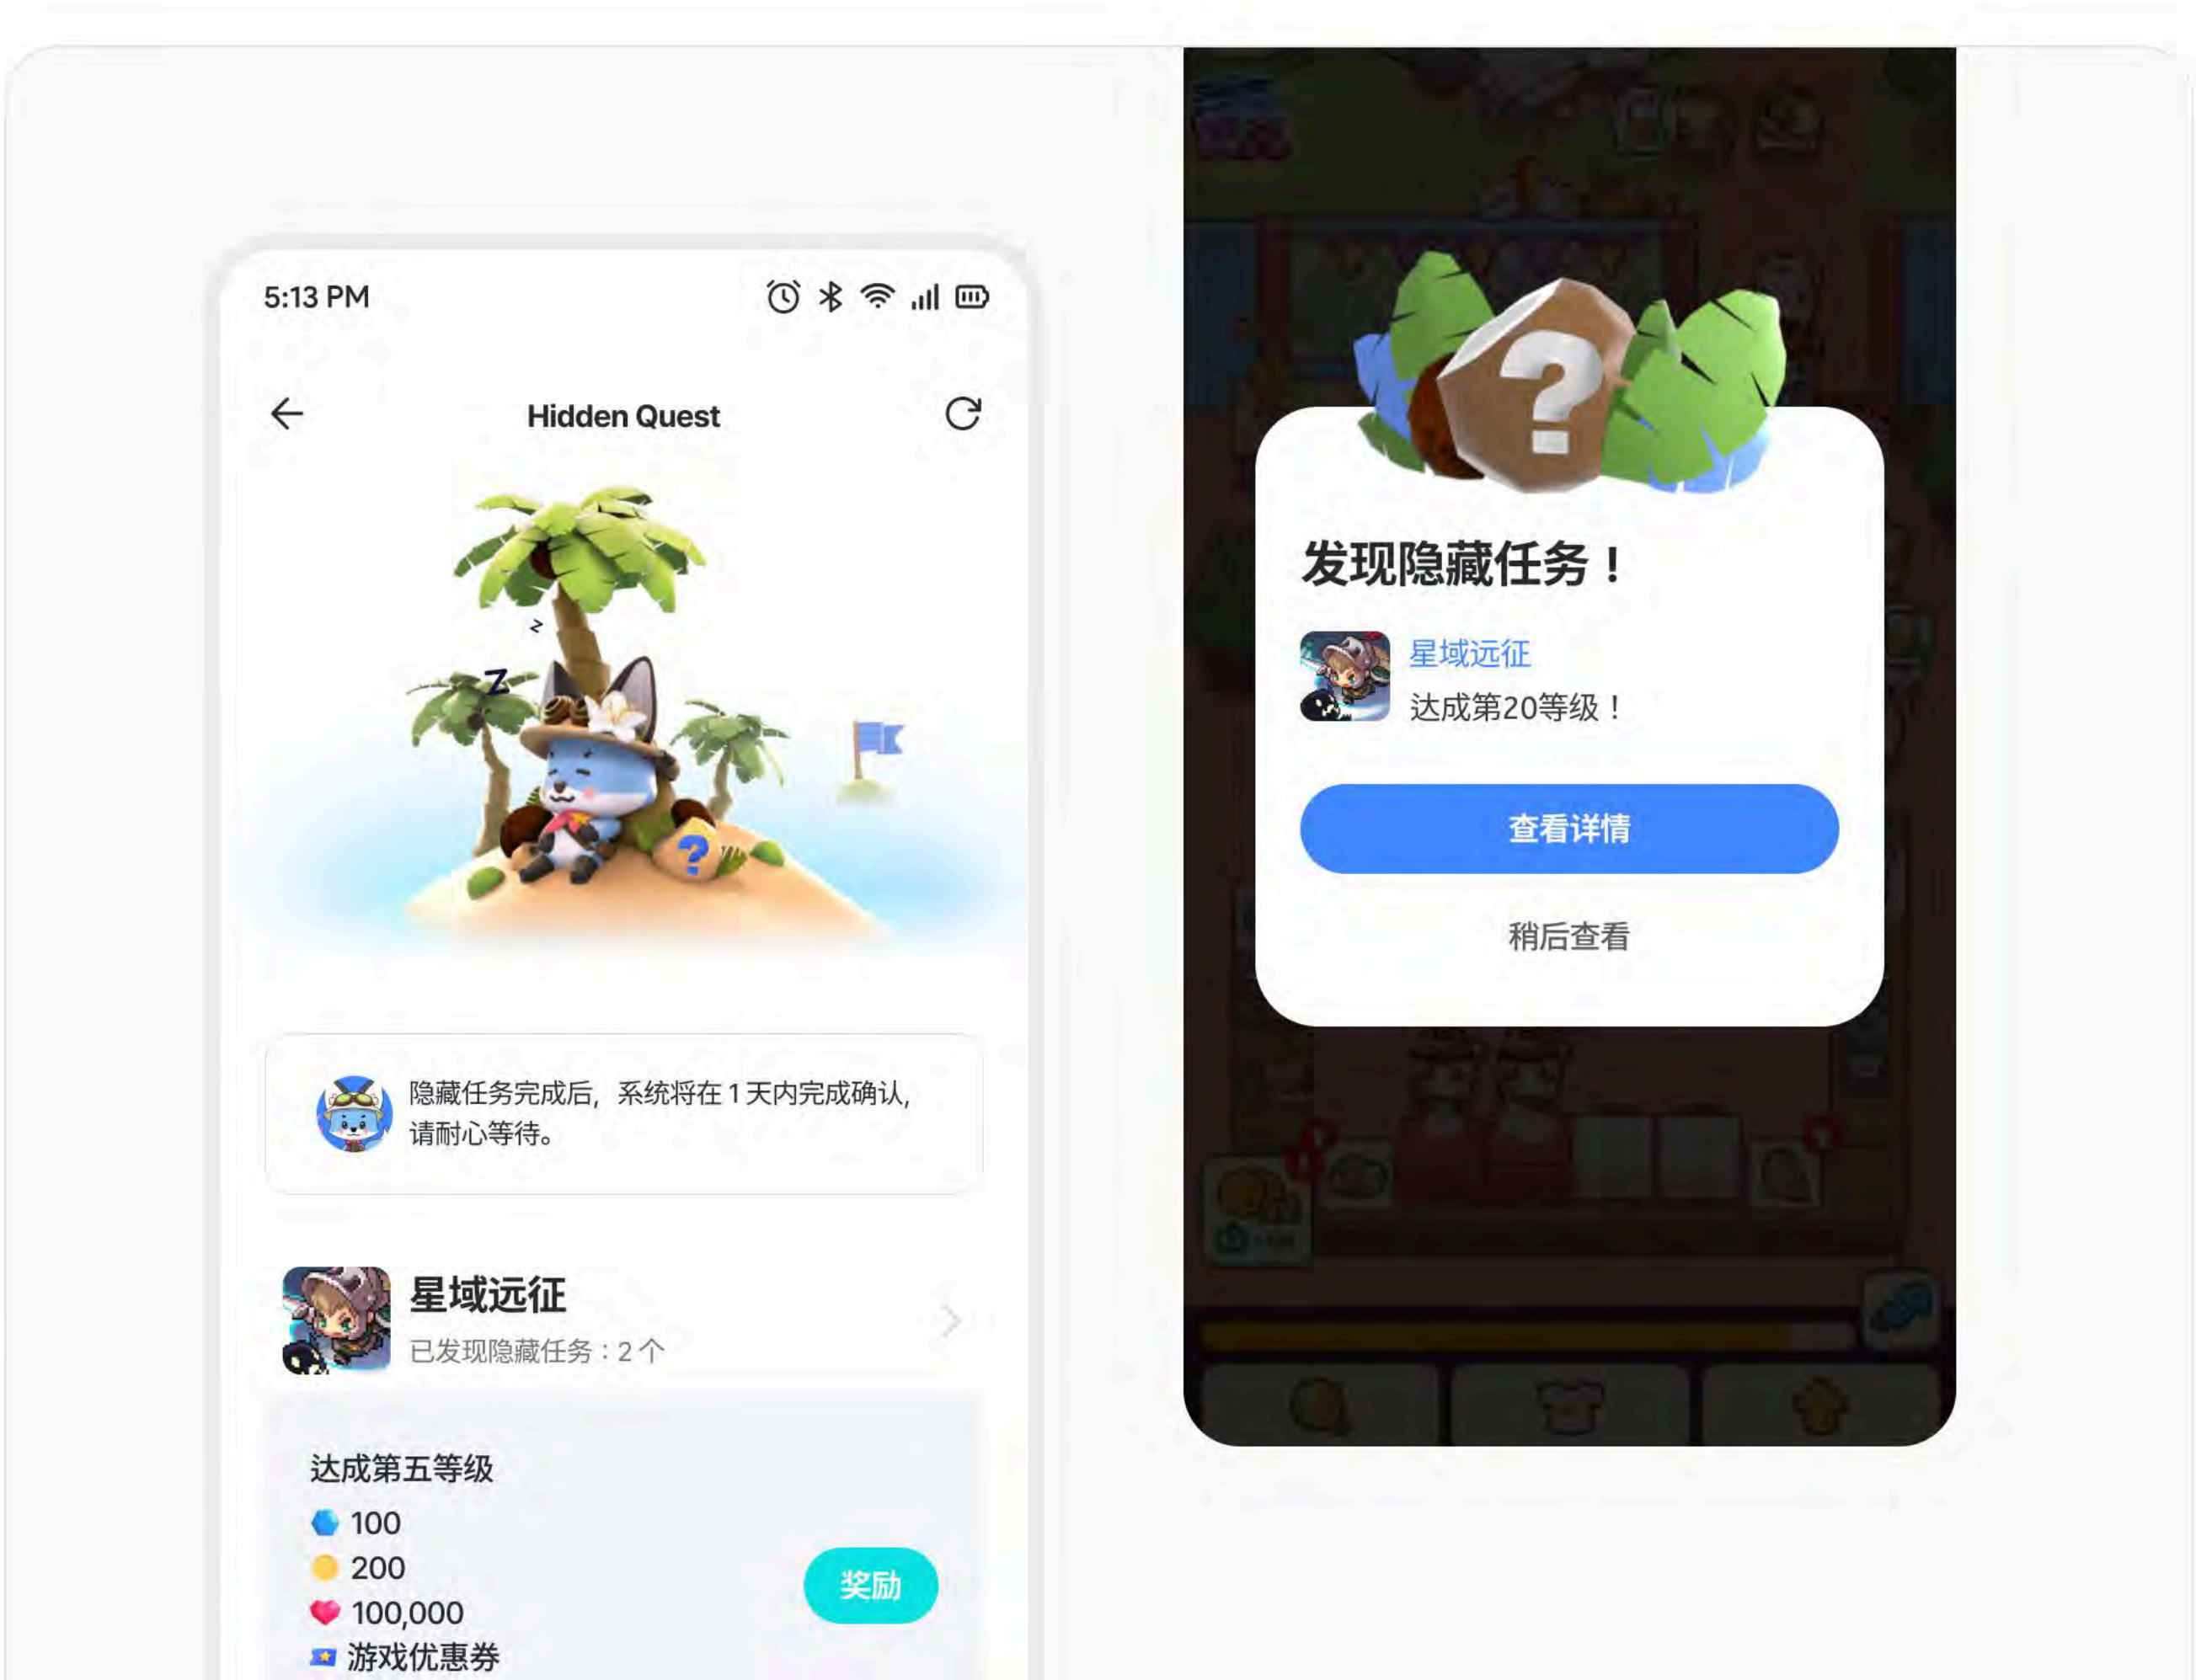 5:13 PM
Hidden Quest
z
Z
?
隐藏任务完成后，系统将在 1 天内完成确认,
请耐心等待。
星域远征
已发现隐藏任务：2 个
达成第五等级
100
200
100,000
游戏优惠券
奖励
?
发现隐藏任务！
星域远征
达成第20等级！
查看详情
稍后查看